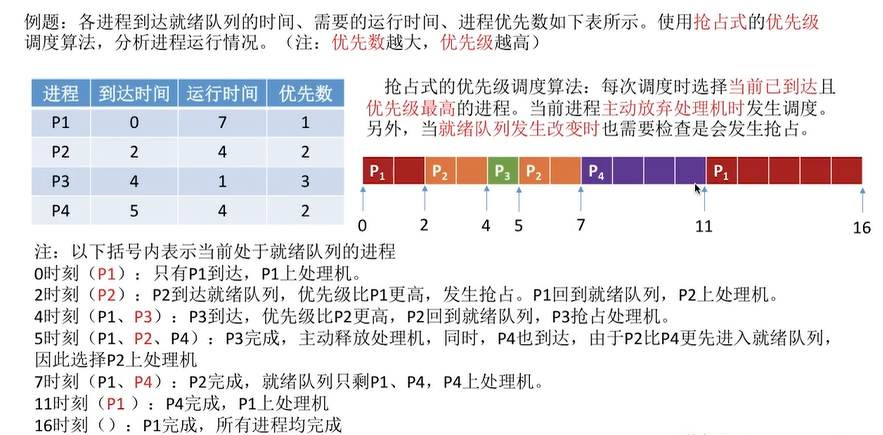 例题：各进程到达就绪队列的时间、需要的运行时间、进程优先数如下表所示。使用抢占式的优先级
调度算法，分析进程运行情况。（注：优先数越大，优先级越高）
进程 到达时间 运行时间 优先数
P1 0 7 1
P2 2 4 2
P3 4 1 3
P4 5 4 2
抢占式的优先级调度算法：每次调度时选择当前已到达且
优先级最高的进程。当前进程主动放弃处理机时发生调度。
另外，当就绪队列发生改变时也需要检查是会发生抢占。
P1 P2 P3 P2 P4 P1
0 2 4 5 7 11 16
注：以下括号内表示当前处于就绪队列的进程
0时刻（P1）：只有P1到达，P1上处理机。
2时刻（P2）：P2到达就绪队列，优先级比P1更高，发生抢占。P1回到就绪队列，P2上处理机。
4时刻（P1、P3）：P3到达，优先级比P2更高，P2回到就绪队列，P3抢占处理机。
5时刻（P1、P2、P4）：P3完成，主动释放处理机，同时，P4也到达，由于P2比P4更先进入就绪队列，
因此选择P2上处理机
7时刻（P1、P4）：P2完成，就绪队列只剩P1、P4，P4上处理机。
11时刻（P1 ）：P4完成，P1上处理机
16时刻（）：P1完成，所有进程均完成